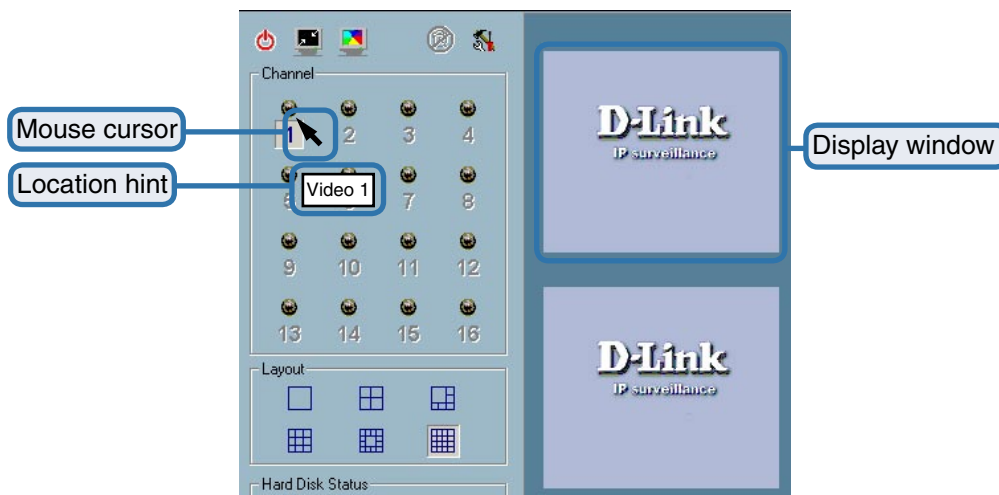 Channel
Mouse cursor
1 2 3 4
Location hint
Video 1
7 8
9 10 11 12
13 14 15 16
Layout
Hard Disk Status
D-Link
IP surveillance
Display window
D-Link
IP surveillance